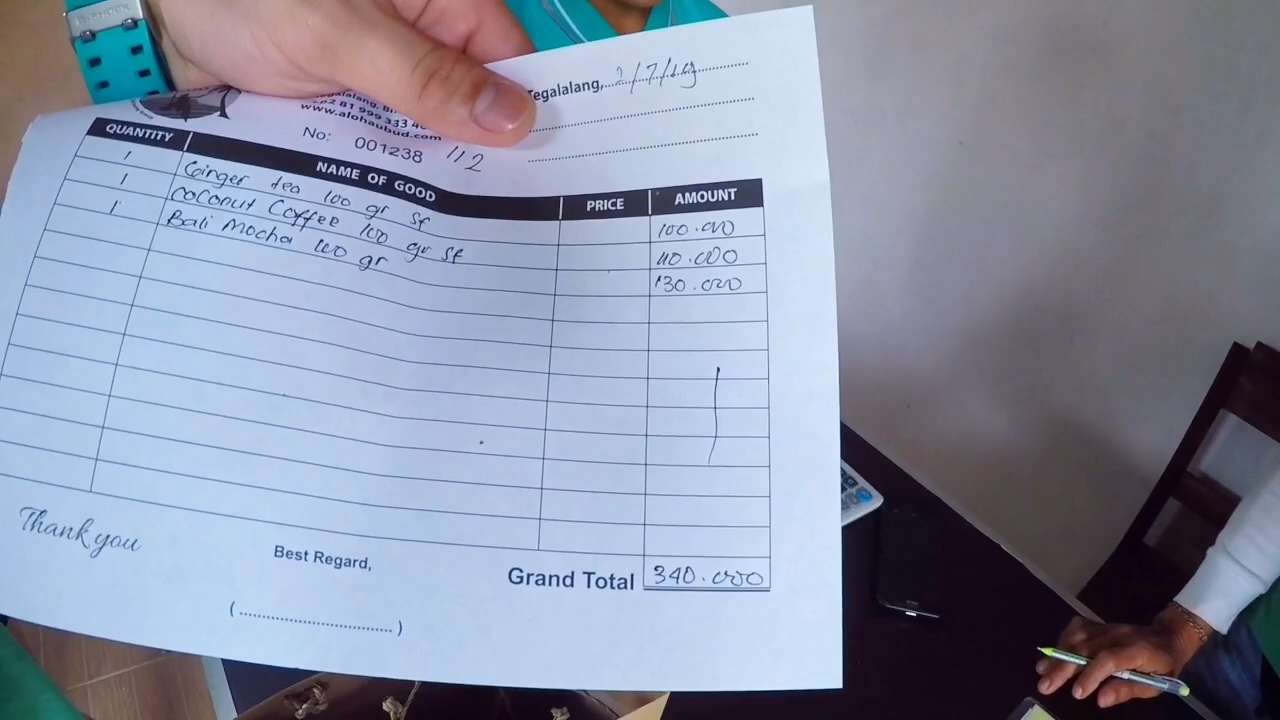 G-SHOCK
Tegalalang, 2/7/19
www.alohaubud.com
No: 001238 112
QUANTITY NAME OF GOOD PRICE AMOUNT
1 Ginger tea 100 gr sf 100.000
1 Coconut Coffee 100 gr sf 110.000
1 Bali Mocha 100 gr 130.000
Thank you
Best Regard,
Grand Total 340.000
(..................................)